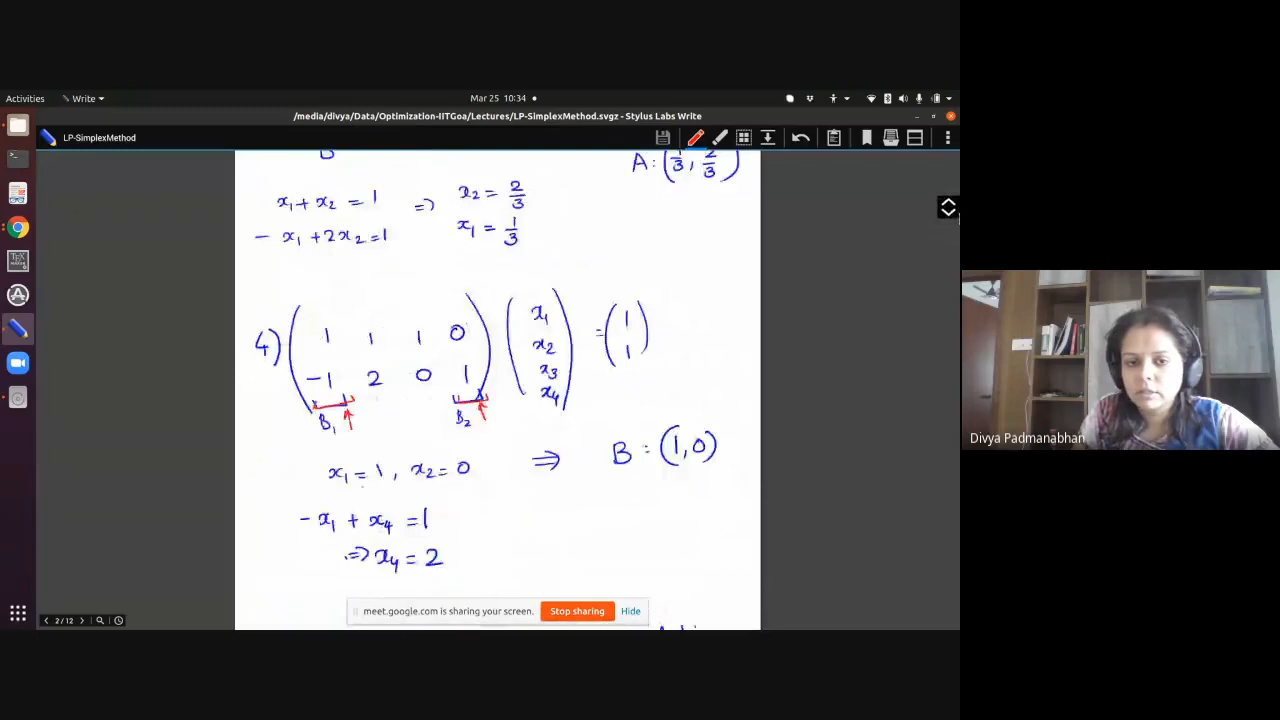 Activities Write Mar 25 10:34
/media/divya/Data/Optimization-IITGoa/Lectures/LP-SimplexMethod.svgz - Stylus Labs Write
LP-SimplexMethod
B A : (1/3, 2/3)
x₁ + x₂ = 1 ⇒ x₂ = 2/3
- x₁ + 2x₂ = 1 x₁ = 1/3
4) ( 1 1 1 0 ) ( x₁ ) = ( 1 )
( -1 2 0 1 ) ( x₂ ) ( 1 )
x₃
x₄
B₁ B₂
x₁ = 1, x₂ = 0 ⇒ B : (1, 0)
- x₁ + x₄ = 1
⇒ x₄ = 2
Divya Padmanabhan
meet.google.com is sharing your screen. Stop sharing Hide
2/12